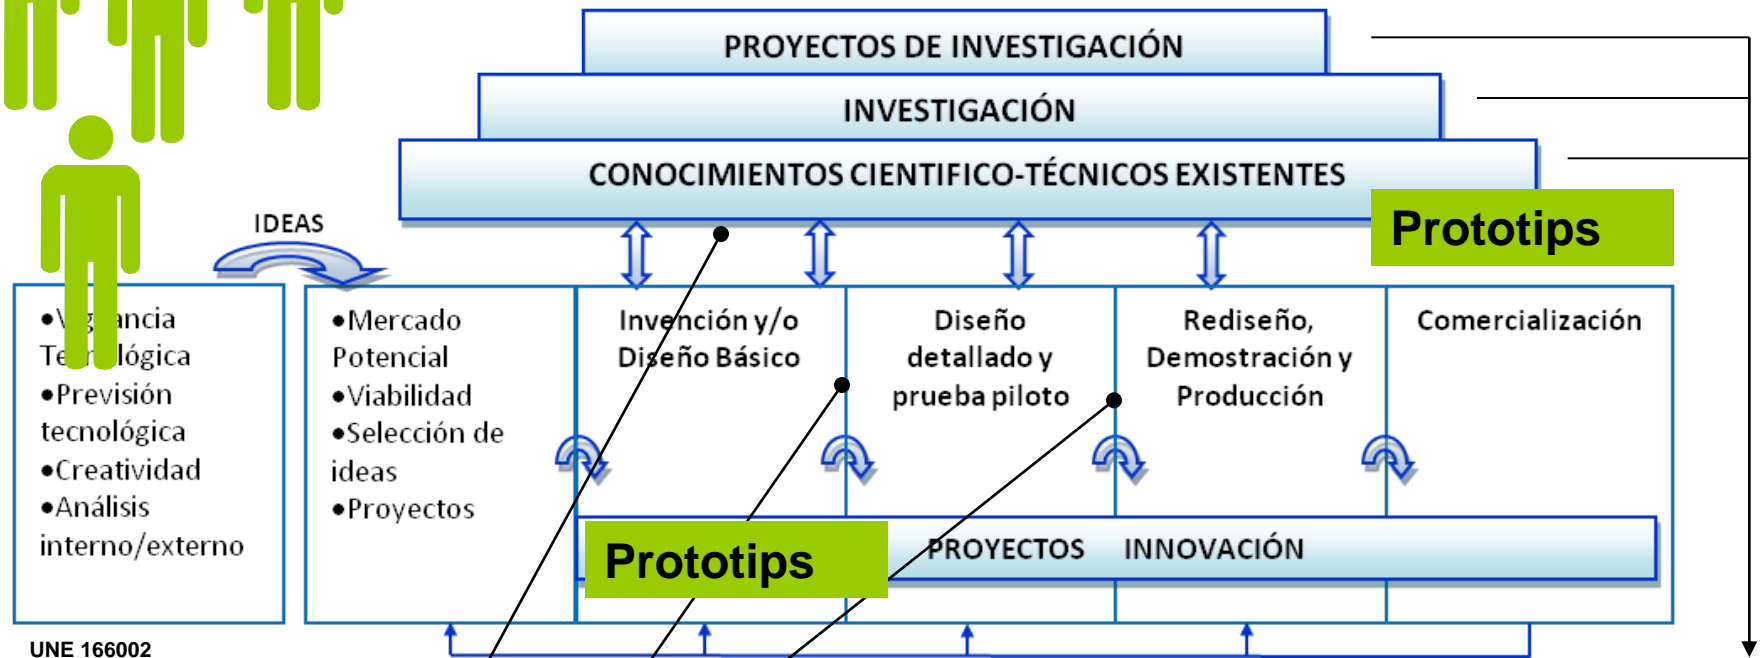 PROYECTOS DE INVESTIGACIÓN
INVESTIGACIÓN
CONOCIMIENTOS CIENTIFICO-TÉCNICOS EXISTENTES
Prototips
IDEAS
•Vigilancia
Tecnológica
•Previsión
tecnológica
•Creatividad
•Análisis
interno/externo
•Mercado
Potencial
•Viabilidad
•Selección de
ideas
•Proyectos
Invención y/o
Diseño Básico
Diseño
detallado y
prueba piloto
Rediseño,
Demostración y
Producción
Comercialización
Prototips
PROYECTOS INNOVACIÓN
UNE 166002